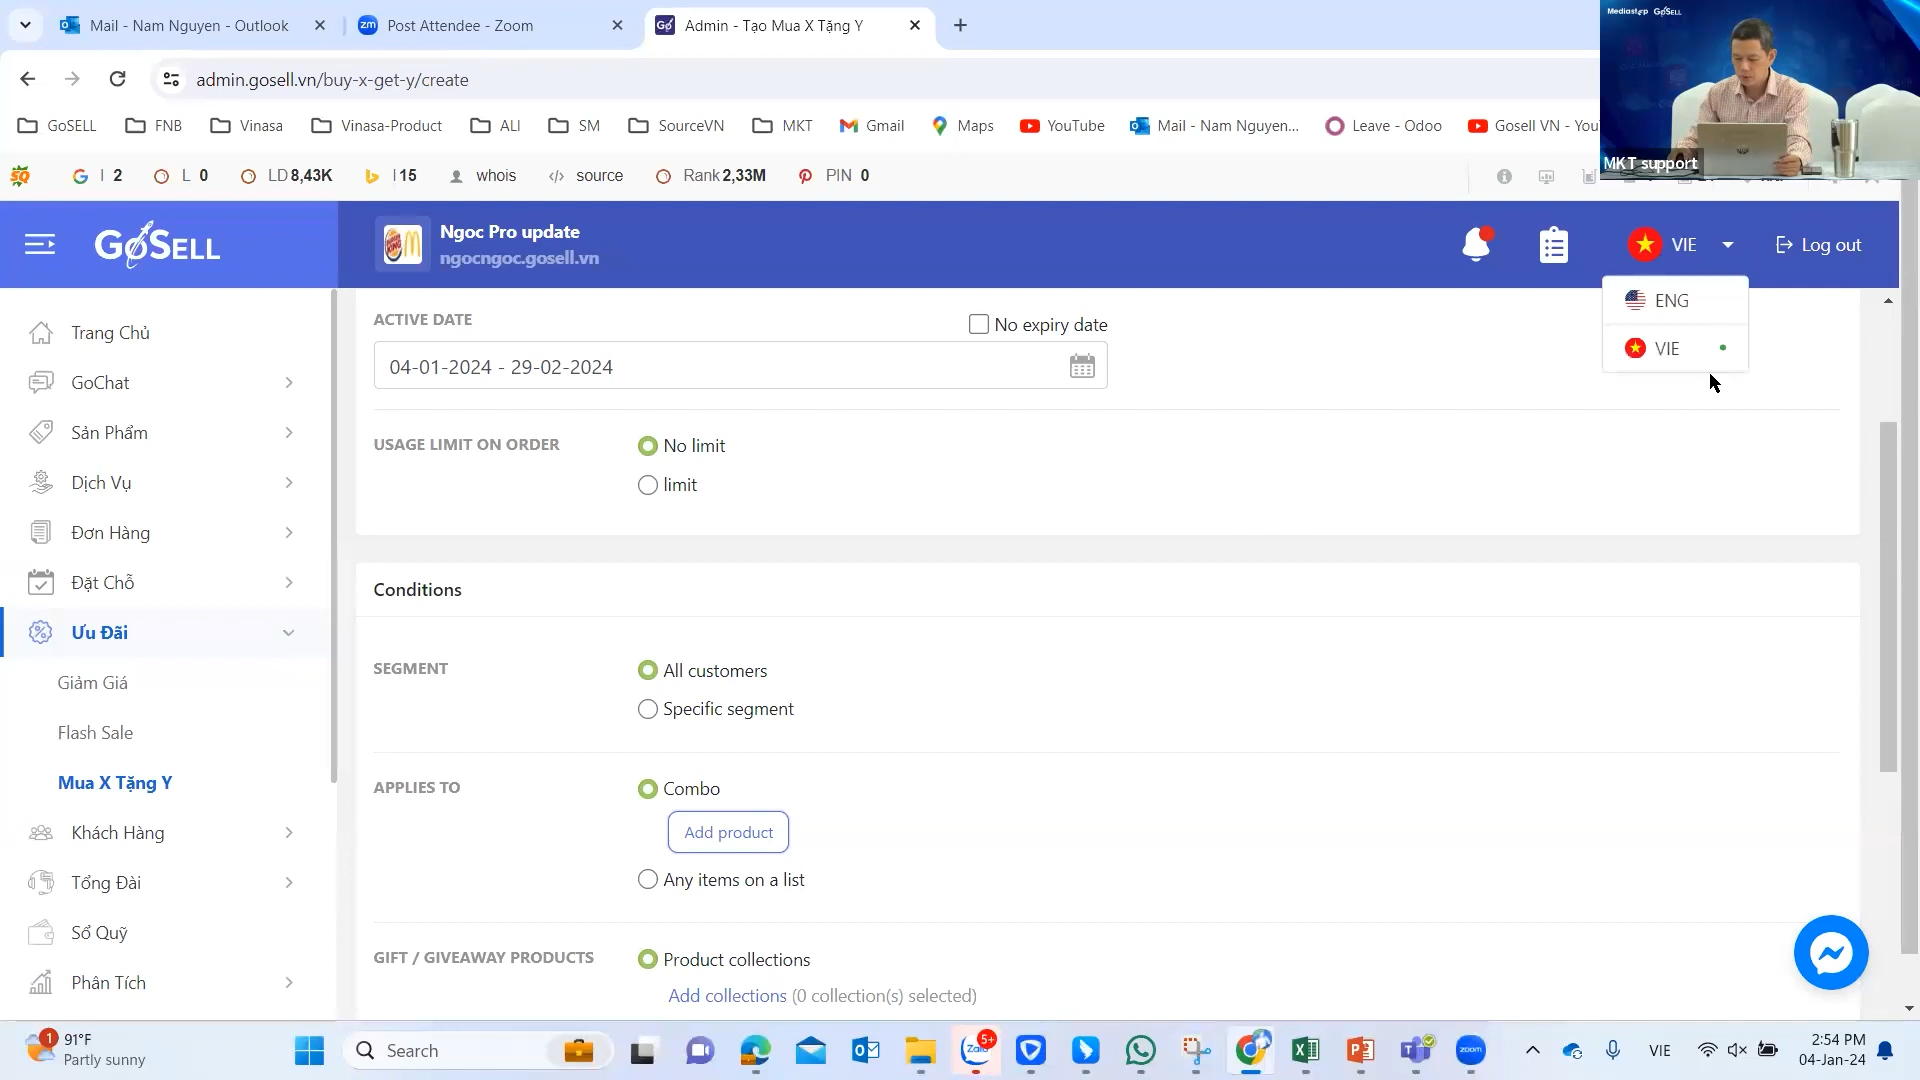 Mail - Nam Nguyen - Outlook
Post Attendee - Zoom
Admin - Tạo Mua X Tặng Y
admin.gosell.vn/buy-x-get-y/create
GoSELL
FNB
Vinasa
Vinasa-Product
ALI
SM
SourceVN
MKT
Gmail
Maps
YouTube
Mail - Nam Nguyen...
Leave - Odoo
Gosell VN - You
I 2
L 0
LD 8,43K
I 15
whois
source
Rank 2,33M
PIN 0
Mediastep GoSELL
MKT support
GoSELL
Ngoc Pro update
ngocngoc.gosell.vn
VIE
Log out
ENG
VIE
Trang Chủ
GoChat
Sản Phẩm
Dịch Vụ
Đơn Hàng
Đặt Chỗ
Ưu Đãi
Giảm Giá
Flash Sale
Mua X Tặng Y
Khách Hàng
Tổng Đài
Sổ Quỹ
Phân Tích
ACTIVE DATE
No expiry date
04-01-2024 - 29-02-2024
USAGE LIMIT ON ORDER
No limit
limit
Conditions
SEGMENT
All customers
Specific segment
APPLIES TO
Combo
Add product
Any items on a list
GIFT / GIVEAWAY PRODUCTS
Product collections
Add collections (0 collection(s) selected)
1
91°F
Partly sunny
Search
Zalo
5+
zoom
VIE
2:54 PM
04-Jan-24